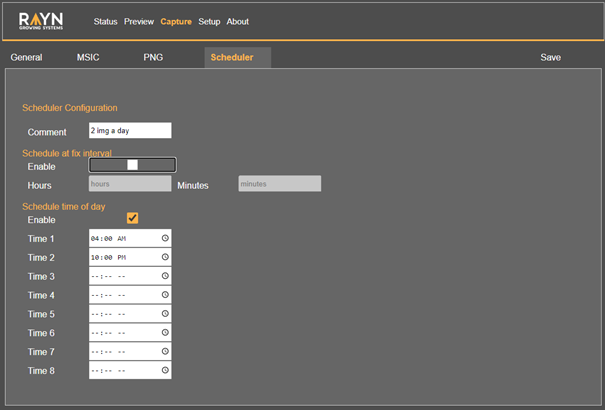 RAYN
GROWING SYSTEMS
Status Preview Capture Setup About
General MSIC PNG Scheduler Save
Scheduler Configuration
Comment 2 img a day
Schedule at fix interval
Enable
Hours hours Minutes minutes
Schedule time of day
Enable
Time 1 04:00 AM
Time 2 10:00 PM
Time 3 --:-- --
Time 4 --:-- --
Time 5 --:-- --
Time 6 --:-- --
Time 7 --:-- --
Time 8 --:-- --